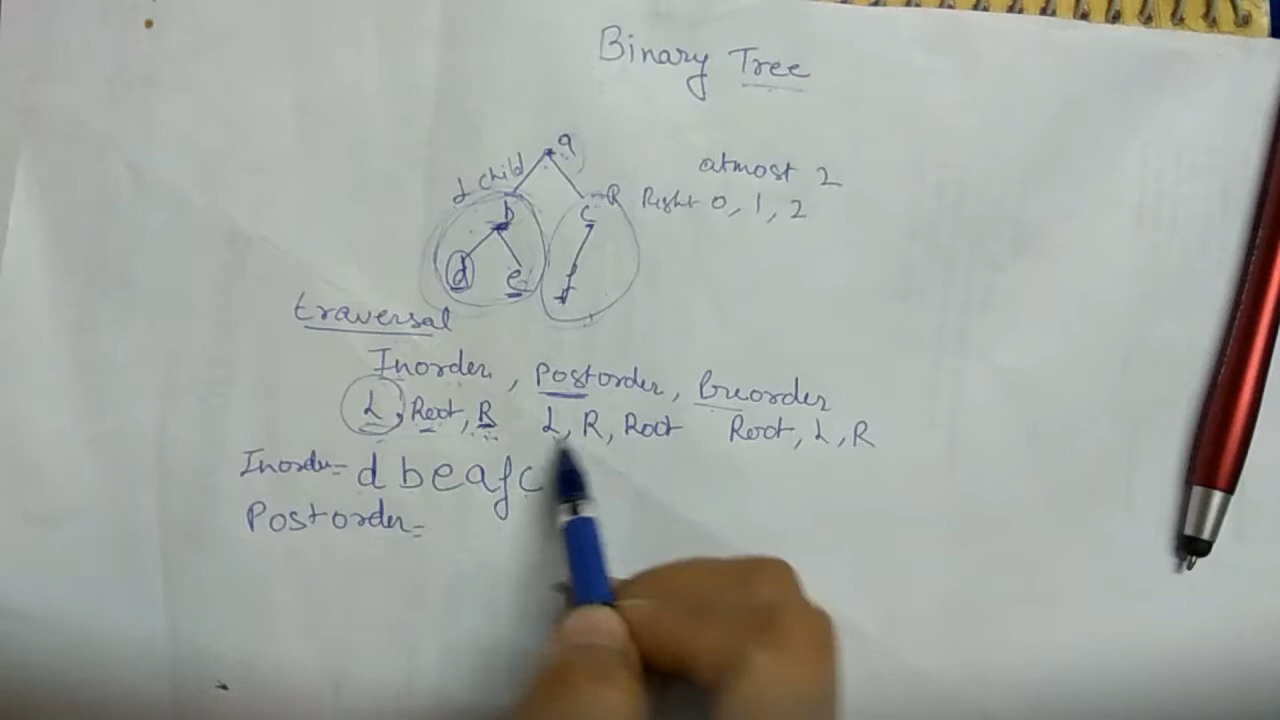 Binary Tree
a
L child
atmost 2
b c R Right 0, 1, 2
d e f
traversal
Inorder, Postorder, Preorder
L, Root, R L, R, Root Root, L, R
Inorder= d b e a f c
Postorder=